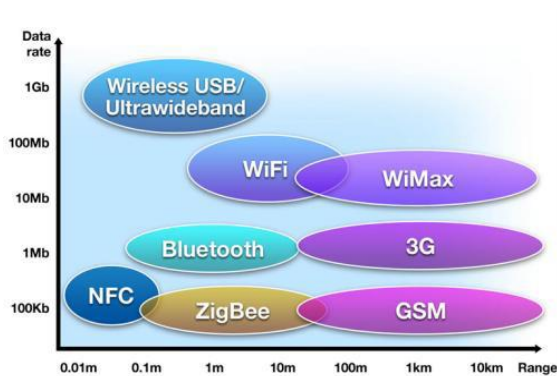 Data
rate
1Gb
Wireless USB/
Ultrawideband
100Mb
WiFi
WiMax
10Mb
1Mb
Bluetooth
3G
NFC
100Kb
ZigBee
GSM
0.01m 0.1m 1m 10m 100m 1km 10km Range